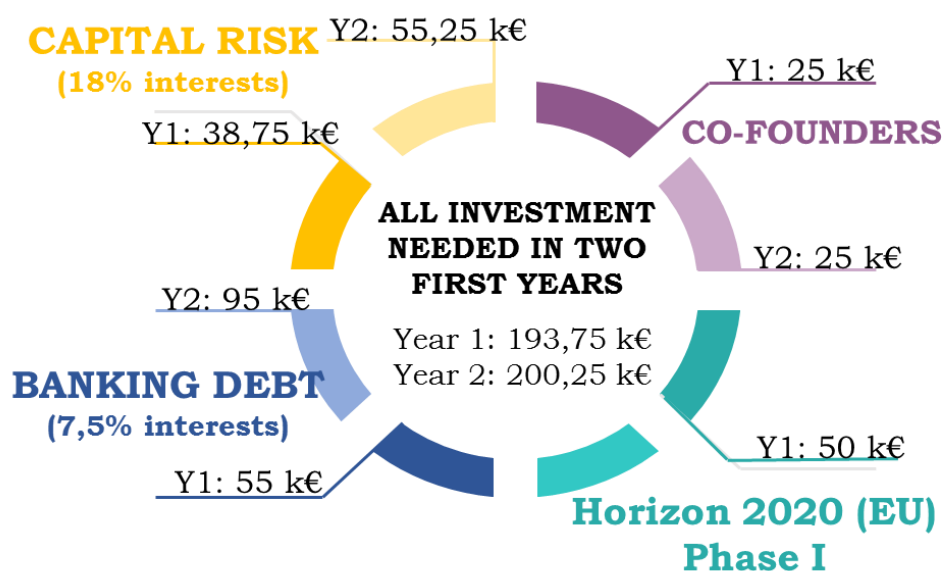 CAPITAL RISK
(18% interests)
Y2: 55,25 k€
Y1: 38,75 k€
Y1: 25 k€
CO-FOUNDERS
Y2: 25 k€
ALL INVESTMENT
NEEDED IN TWO
FIRST YEARS
Year 1: 193,75 k€
Year 2: 200,25 k€
Y2: 95 k€
BANKING DEBT
(7,5% interests)
Y1: 55 k€
Y1: 50 k€
Horizon 2020 (EU)
Phase I